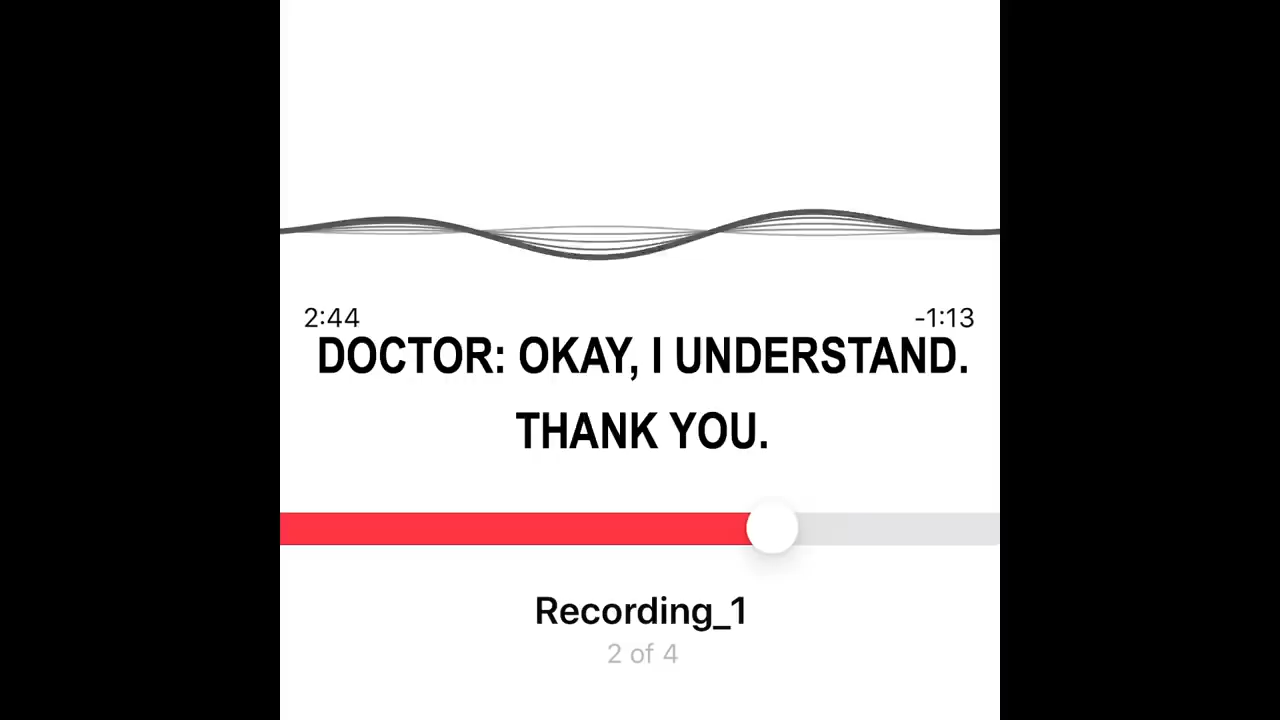 2:44 -1:13
DOCTOR: OKAY, I UNDERSTAND.
THANK YOU.
Recording_1
2 of 4